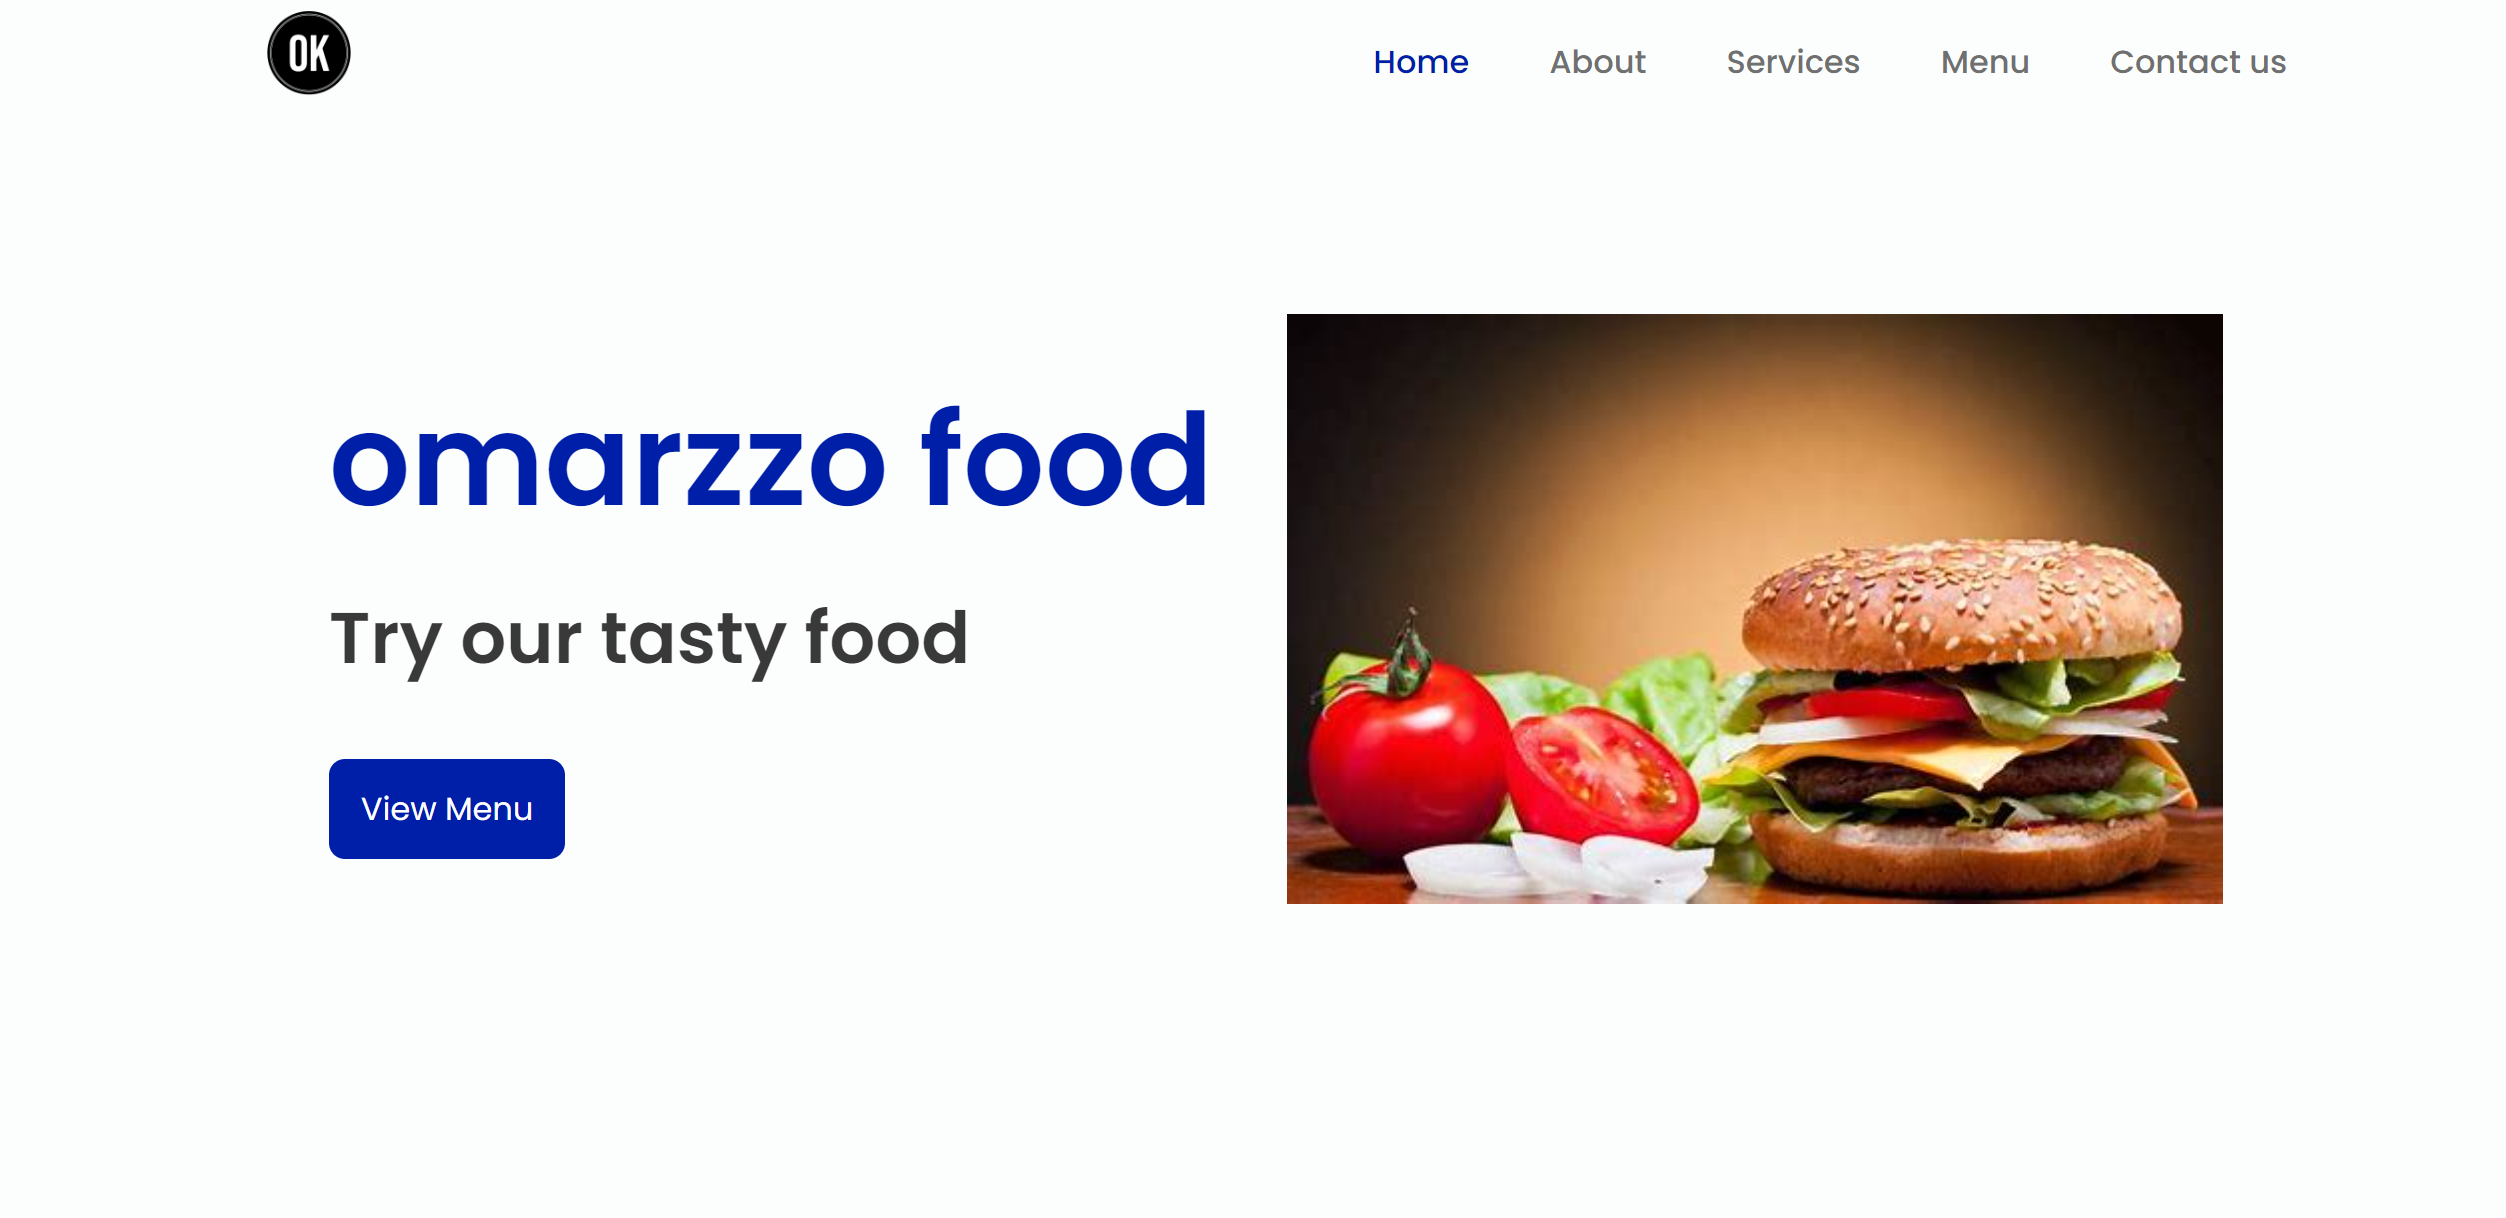 OK
Home About Services Menu Contact us
omarzzo food
Try our tasty food
View Menu